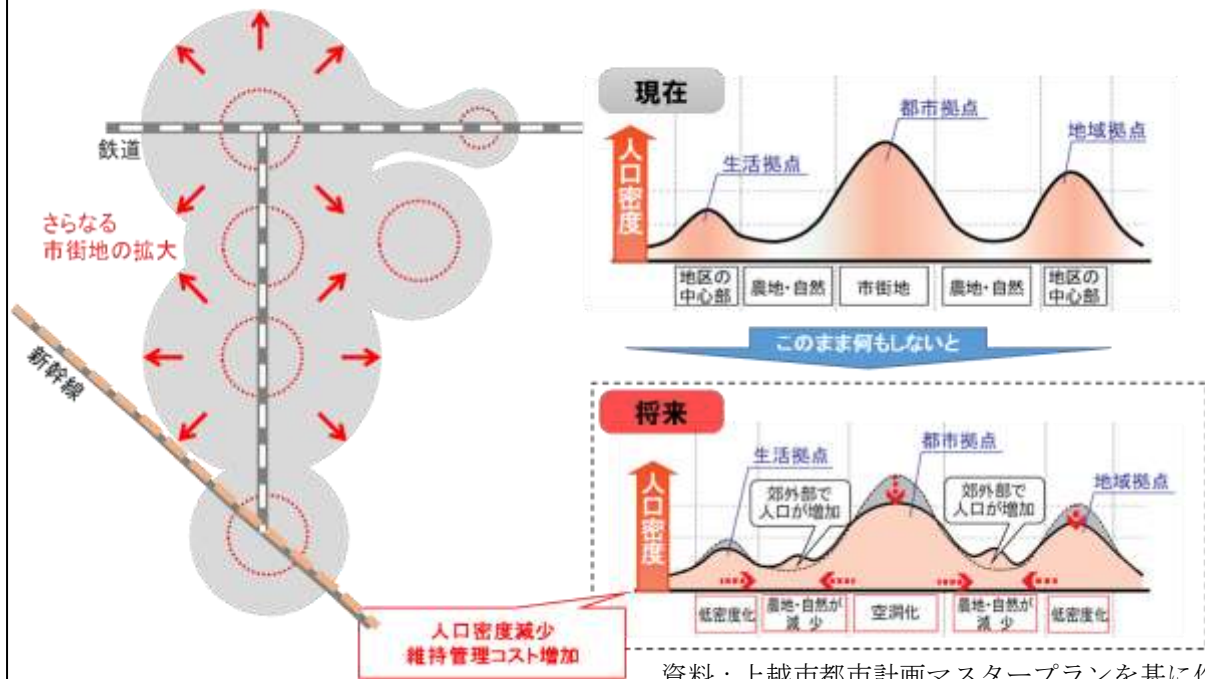 鉄道
さらなる
市街地の拡大
新幹線
現在
人口密度
生活拠点
都市拠点
地域拠点
地区の
中心部
農地・自然
市街地
農地・自然
地区の
中心部
このまま何もしないと
将来
人口密度
生活拠点
都市拠点
地域拠点
郊外部で
人口が増加
郊外部で
人口が増加
低密度化
農地・自然が
減 少
空洞化
農地・自然が
減 少
低密度化
人口密度減少
維持管理コスト増加
資料：上越市都市計画マスタープランを基に